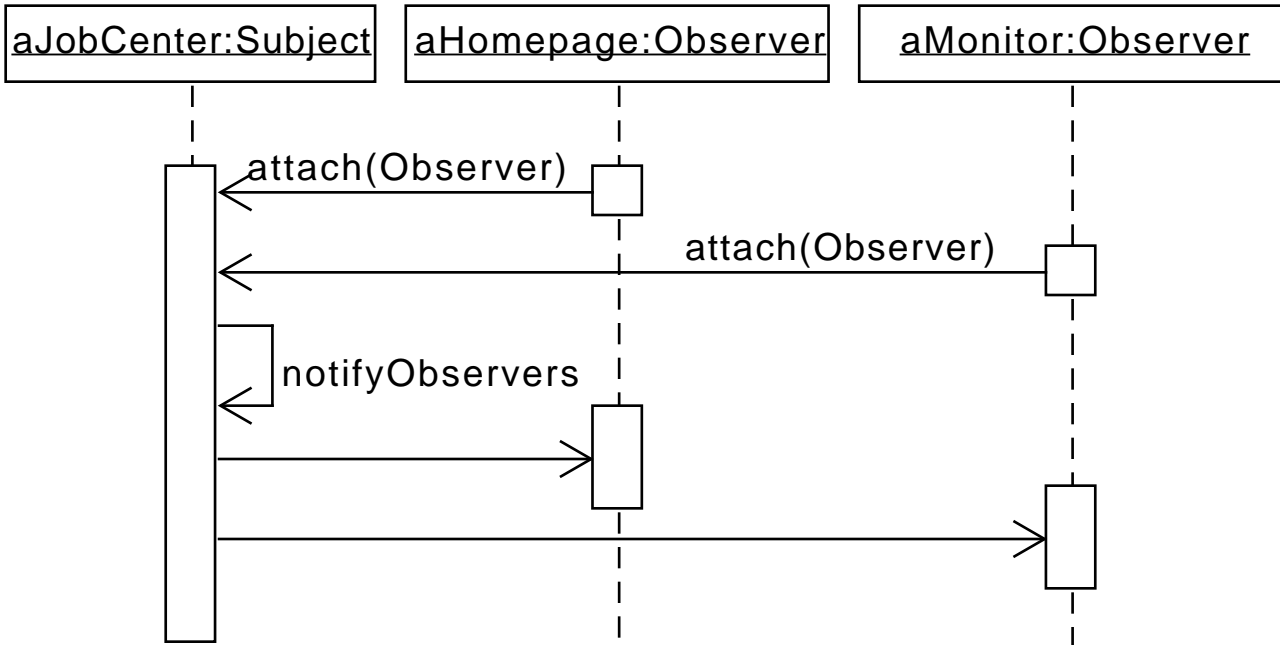 aJobCenter:Subject
aHomepage:Observer
aMonitor:Observer
attach(Observer)
attach(Observer)
notifyObservers